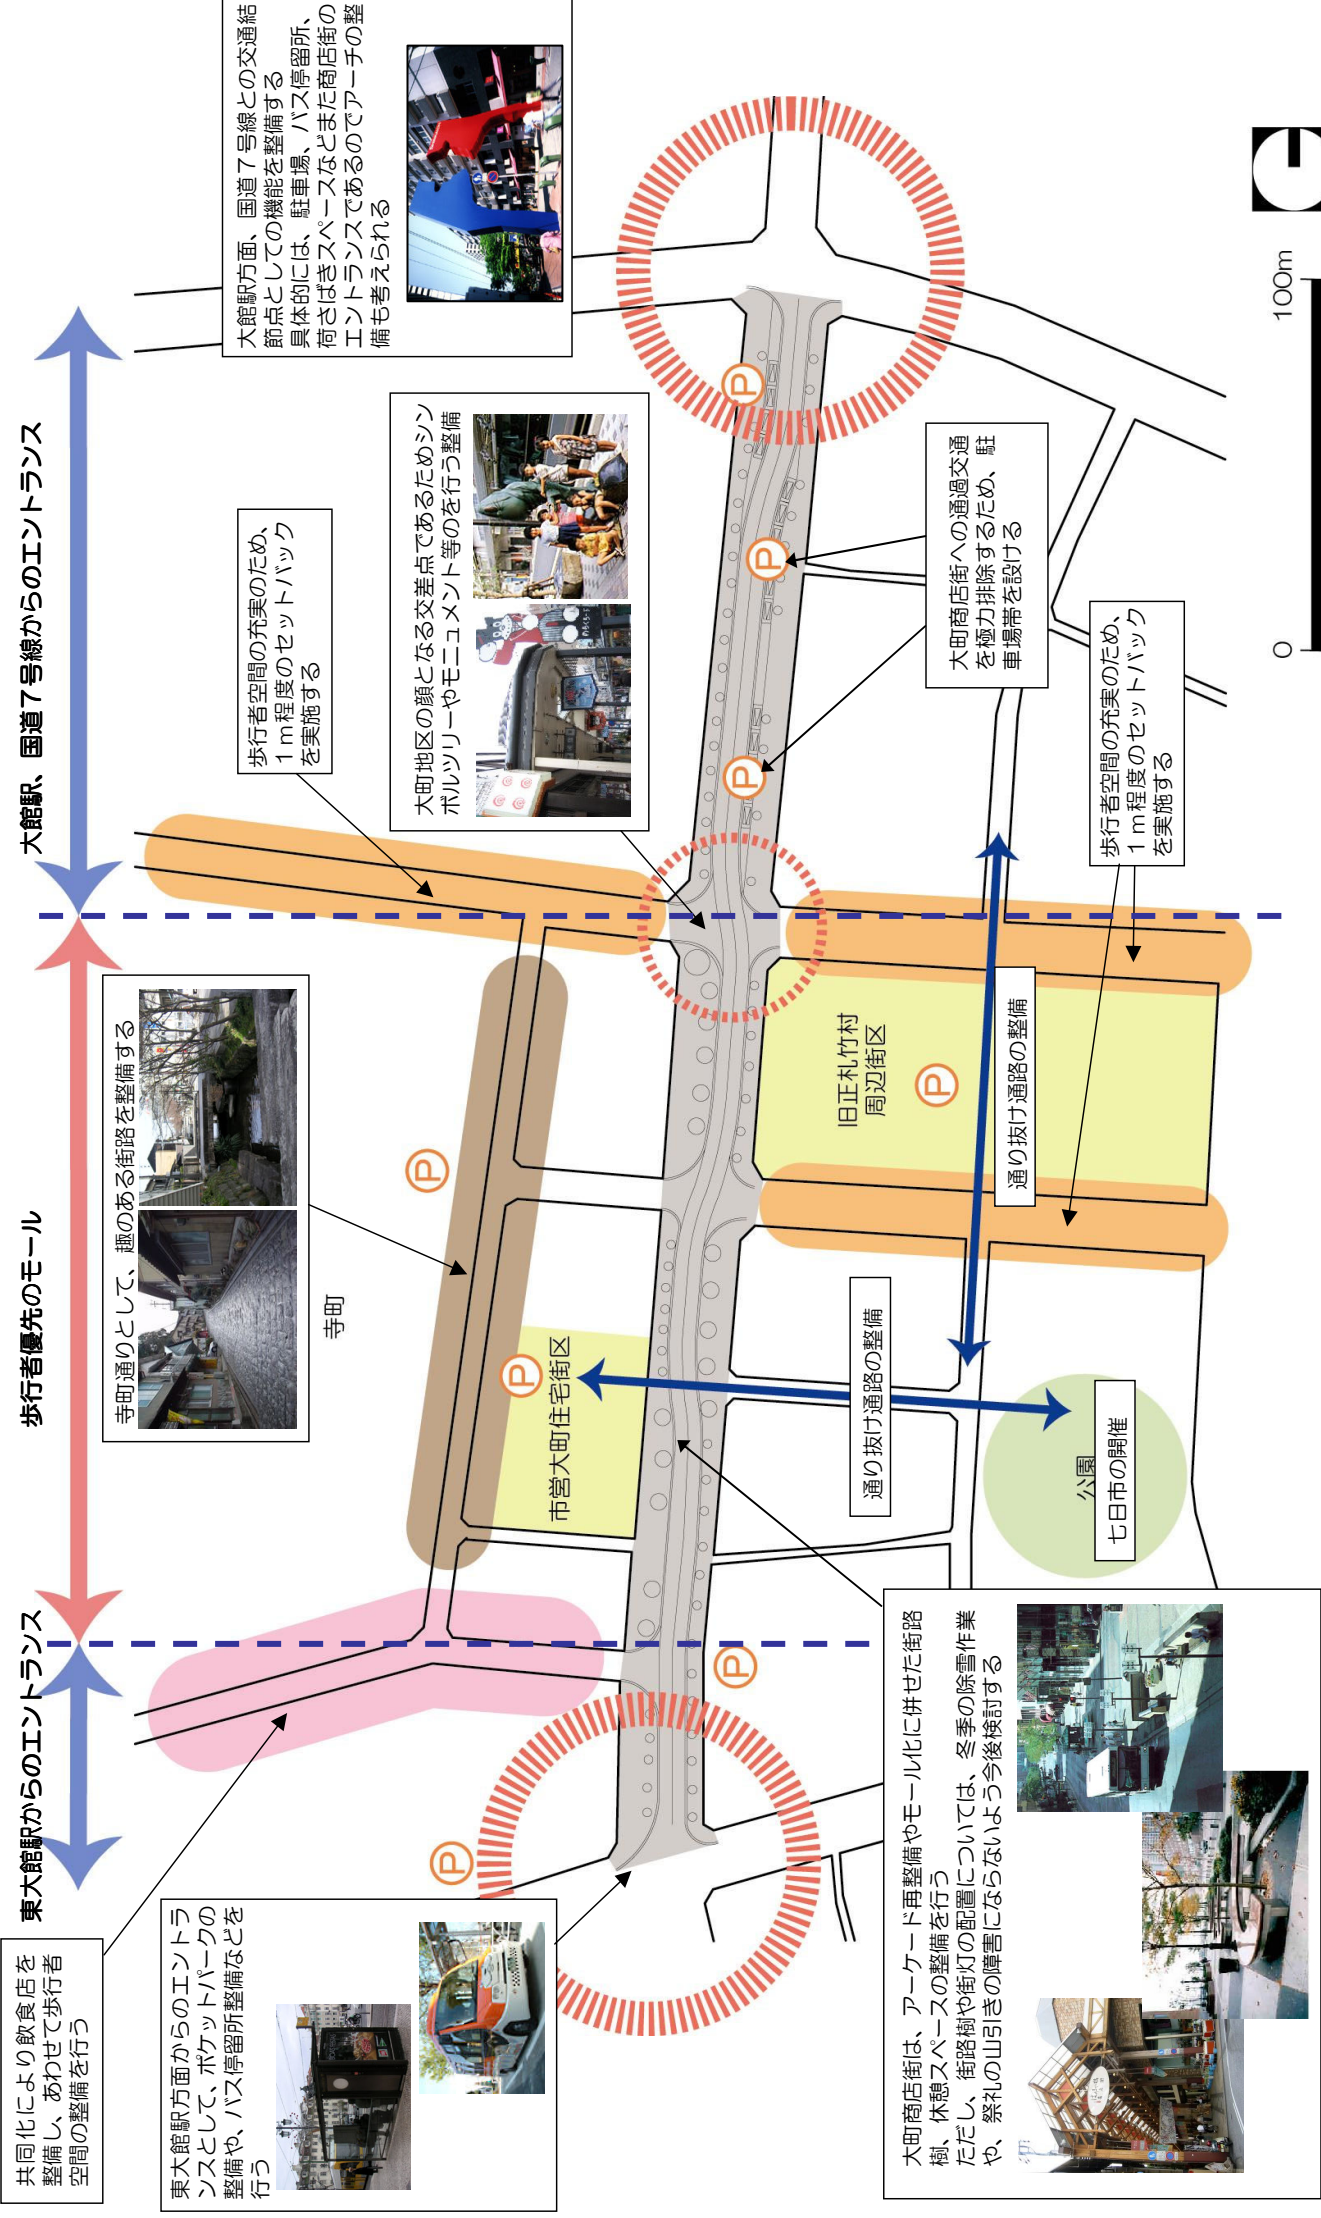 東大館駅からのエントランス
歩行者優先のモール
大館駅、国道7号線からのエントランス
共同化により飲食店を
整備し、あわせて歩行者
空間の整備を行う
東大館駅方面からのエントラ
ンスとして、ポケットパークの
整備や、バス停留所整備などを
行う
寺町通りとして、趣のある街路を整備する
寺町
歩行者空間の充実のため、
1m程度のセットバック
を実施する
大館駅方面、国道7号線との交通結
節点としての機能を整備する
具体的には、駐車場、バス停留所、
荷さばきスペースなどまた商店街の
エントランスであるのでアーチの整
備も考えられる
大町地区の顔となる交差点であるためシン
ボルツリーやモニュメント等のを行う整備
P
P
P
P
P
P
P
P
市営大町住宅街区
旧正札竹村
周辺街区
大町商店街への通過交通
を極力排除するため、駐
車場帯を設ける
通り抜け通路の整備
通り抜け通路の整備
歩行者空間の充実のため、
1m程度のセットバック
を実施する
公園
七日市の開催
大町商店街は、アーケード再整備やモール化に併せた街路
樹、休憩スペースの整備を行う
ただし、街路樹や街灯の配置については、冬季の除雪作業
や、祭礼の山引きの障害にならないよう今後検討する
0
100m